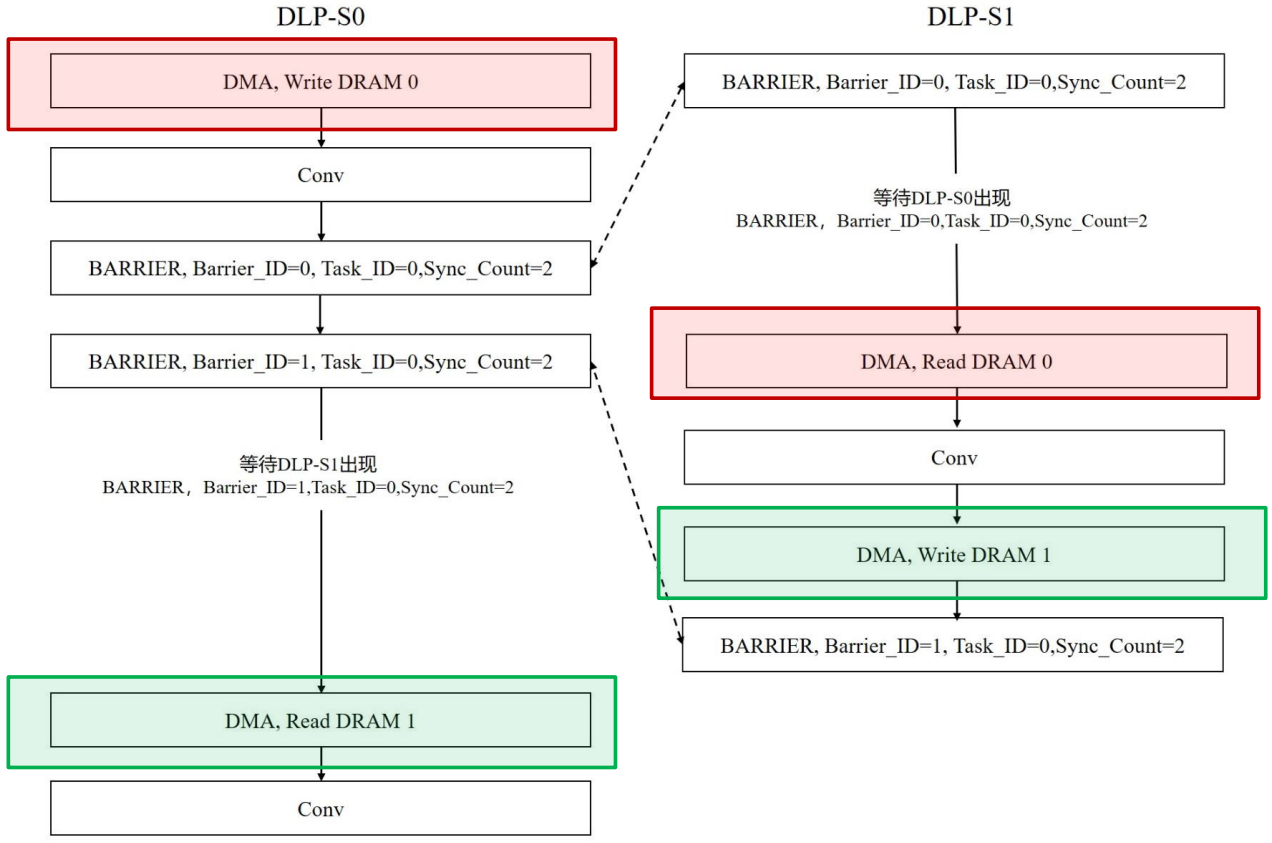 DLP-S0
DMA, Write DRAM 0
Conv
BARRIER, Barrier_ID=0, Task_ID=0,Sync_Count=2
BARRIER, Barrier_ID=1, Task_ID=0,Sync_Count=2
等待DLP-S1出现
BARRIER，Barrier_ID=1,Task_ID=0,Sync_Count=2
DMA, Read DRAM 1
Conv
DLP-S1
BARRIER, Barrier_ID=0, Task_ID=0,Sync_Count=2
等待DLP-S0出现
BARRIER，Barrier_ID=0,Task_ID=0,Sync_Count=2
DMA, Read DRAM 0
Conv
DMA, Write DRAM 1
BARRIER, Barrier_ID=1, Task_ID=0,Sync_Count=2